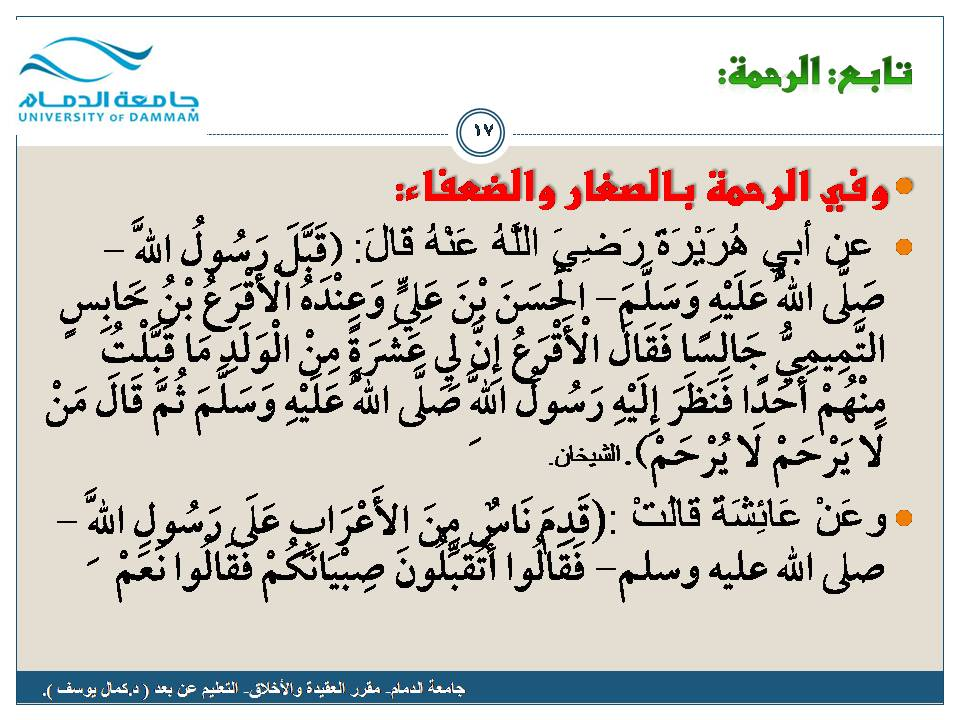 جامعة الدمام
UNIVERSITY OF DAMMAM
تابع: الرحمة:
١٧
• وفي الرحمة بالصغار والضعفاء:
• عن أبي هُرَيْرَةَ رَضِيَ اللَّهُ عَنْهُ قالَ: (قَبَّلَ رَسُولُ اللَّهِ –
صَلَّى اللهُ عَلَيْهِ وَسَلَّمَ– الْحَسَنَ بْنَ عَلِيٍّ وَعِنْدَهُ الْأَقْرَعُ بْنُ حَابِسٍ
التَّمِيمِيُّ جَالِسًا فَقَالَ الْأَقْرَعُ إِنَّ لِي عَشَرَةً مِنْ الْوَلَدِ مَا قَبَّلْتُ
مِنْهُمْ أَحَدًا فَنَظَرَ إِلَيْهِ رَسُولُ اللَّهِ صَلَّى اللهُ عَلَيْهِ وَسَلَّمَ ثُمَّ قَالَ مَنْ
لَا يَرْحَمْ لَا يُرْحَمْ). الشيخان.
• وعَنْ عَائِشَةَ قالَتْ :(قَدِمَ نَاسٌ مِنَ الأَعْرَابِ عَلَى رَسُولِ اللَّهِ –
صلى الله عليه وسلم– فَقَالُوا أَتُقَبِّلُونَ صِبْيَانَكُمْ فَقَالُوا نَعَمْ
جامعة الدمام- مقرر العقيدة والأخلاق- التعليم عن بعد ( د.كمال يوسف ).